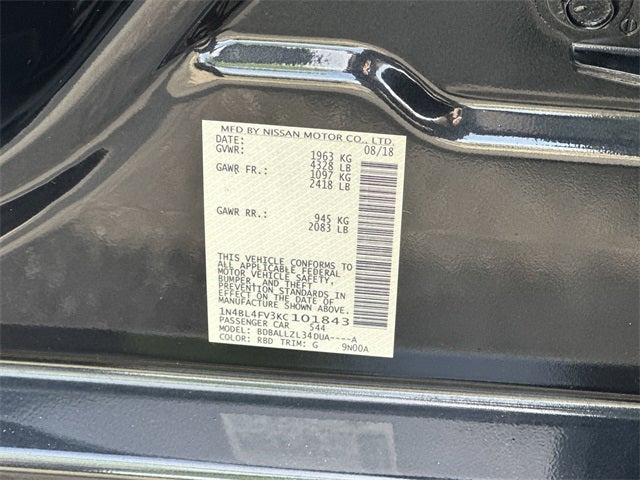 MFD BY NISSAN MOTOR CO., LTD.
DATE: 08/18
GVWR: 1963 KG
4328 LB
GAWR FR.: 1097 KG
2418 LB
GAWR RR.: 945 KG
2083 LB
THIS VEHICLE CONFORMS TO
ALL APPLICABLE FEDERAL
MOTOR VEHICLE SAFETY,
BUMPER, AND THEFT
PREVENTION STANDARDS IN
EFFECT ON THE DATE OF
MANUFACTURE SHOWN ABOVE.
1N4BL4FV3KC101843
PASSENGER CAR S44
MODEL: BDBALLZL34DUA----A
COLOR: RBD TRIM: G 9N00A